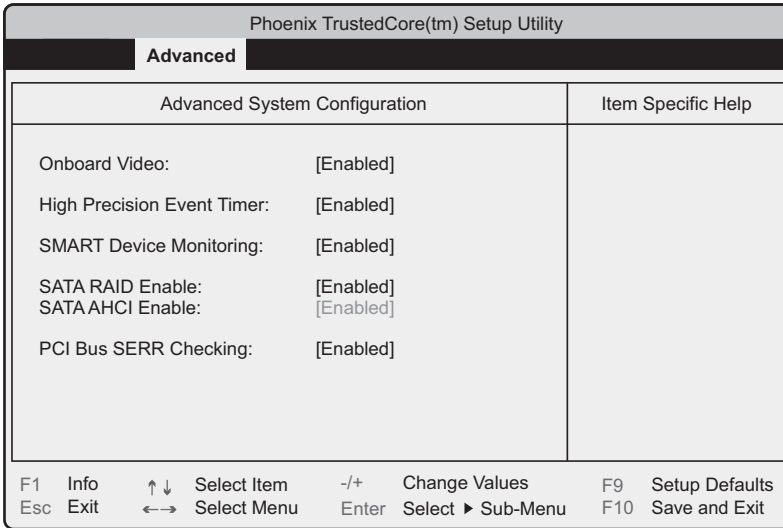 Phoenix TrustedCore(tm) Setup Utility
Advanced
Advanced System Configuration
Item Specific Help
Onboard Video: [Enabled]
High Precision Event Timer: [Enabled]
SMART Device Monitoring: [Enabled]
SATA RAID Enable: [Enabled]
SATA AHCI Enable: [Enabled]
PCI Bus SERR Checking: [Enabled]
F1 Info ↑↓ Select Item -/+ Change Values F9 Setup Defaults
Esc Exit ←→ Select Menu Enter Select ▶ Sub-Menu F10 Save and Exit